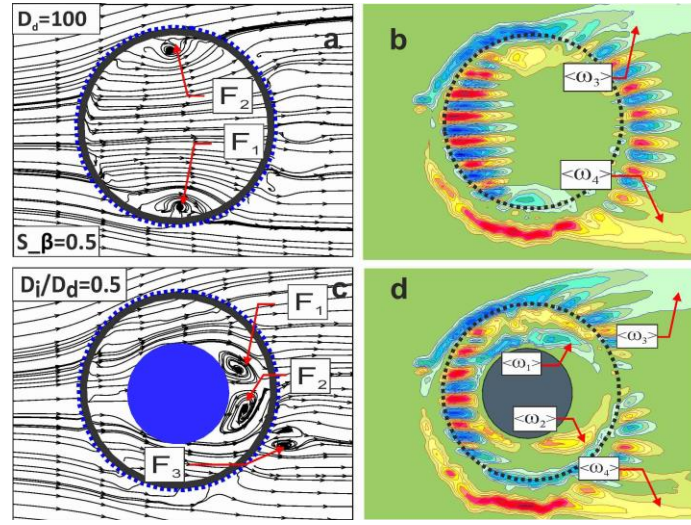 D_d=100
a
F_2
F_1
S_β=0.5
b
<ω_3>
<ω_4>
D_i/D_d=0.5
c
F_1
F_2
F_3
d
<ω_3>
<ω_1>
<ω_2>
<ω_4>